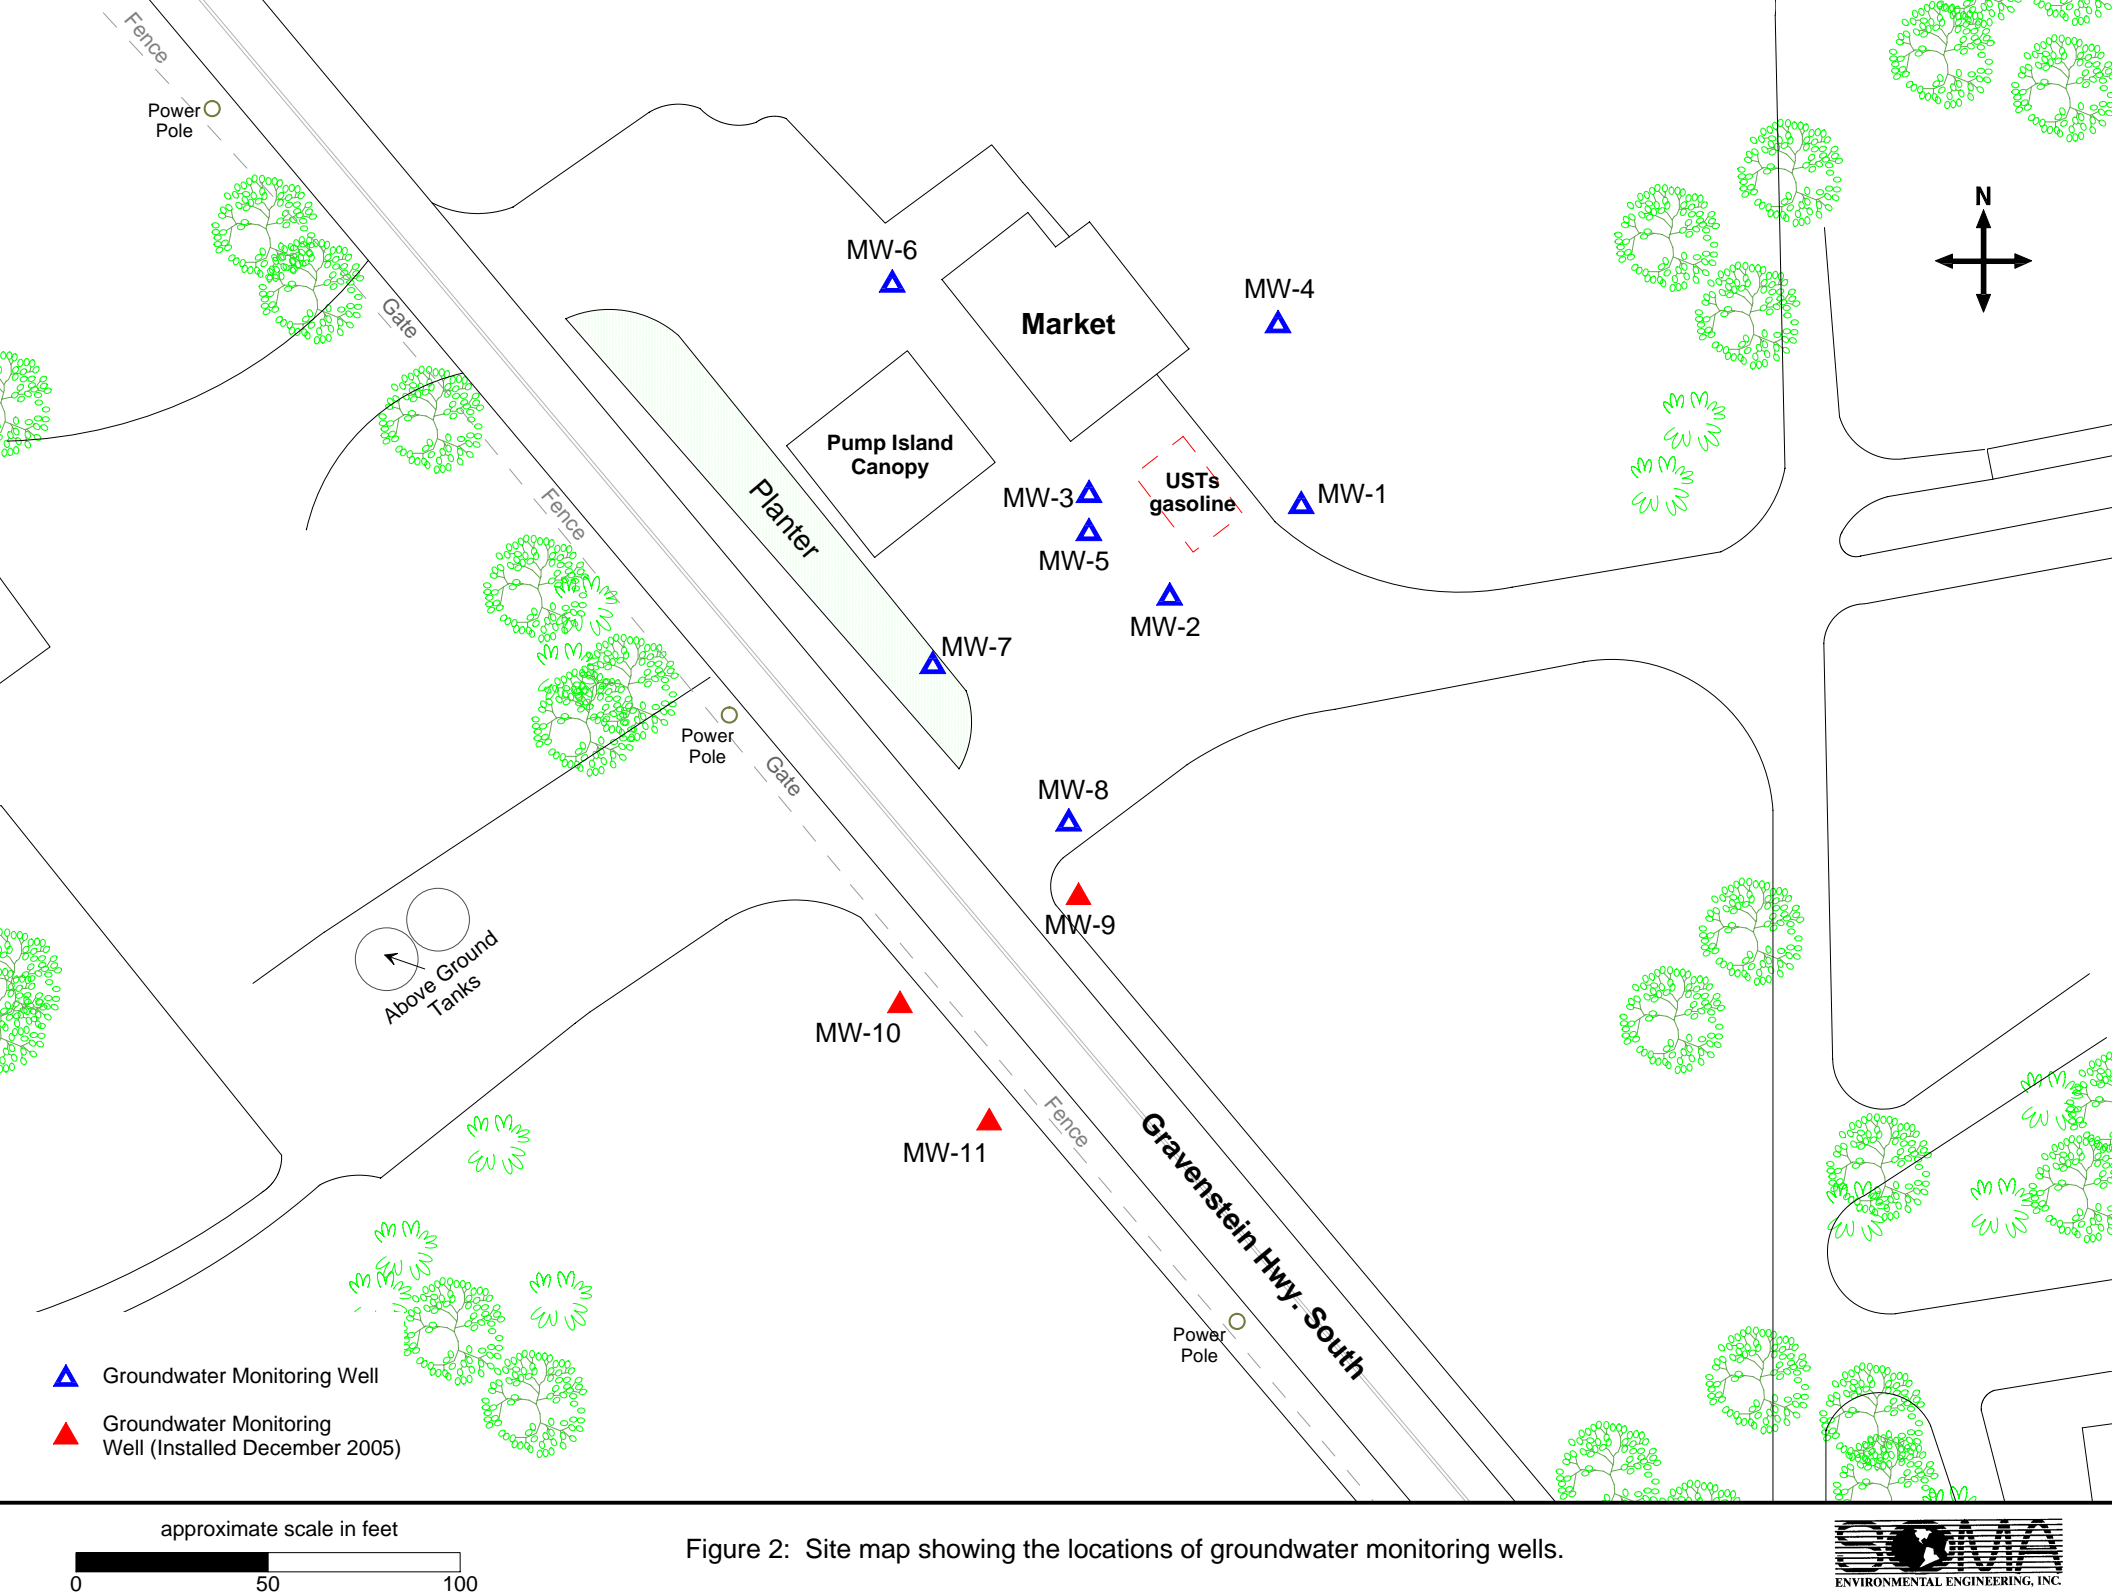 Fence
Power
Pole
N
MW-6
MW-4
Gate
Market
Pump Island
Canopy
USTs
gasoline
MW-3
MW-1
Planter
Fence
MW-5
MW-2
MW-7
Power
Pole
Gate
MW-8
MW-9
Above Ground
Tanks
MW-10
Fence
MW-11
Gravenstein Hwy. South
Power
Pole
Groundwater Monitoring Well
Groundwater Monitoring
Well (Installed December 2005)
approximate scale in feet
0 50 100
Figure 2: Site map showing the locations of groundwater monitoring wells.
SOMA
ENVIRONMENTAL ENGINEERING, INC.